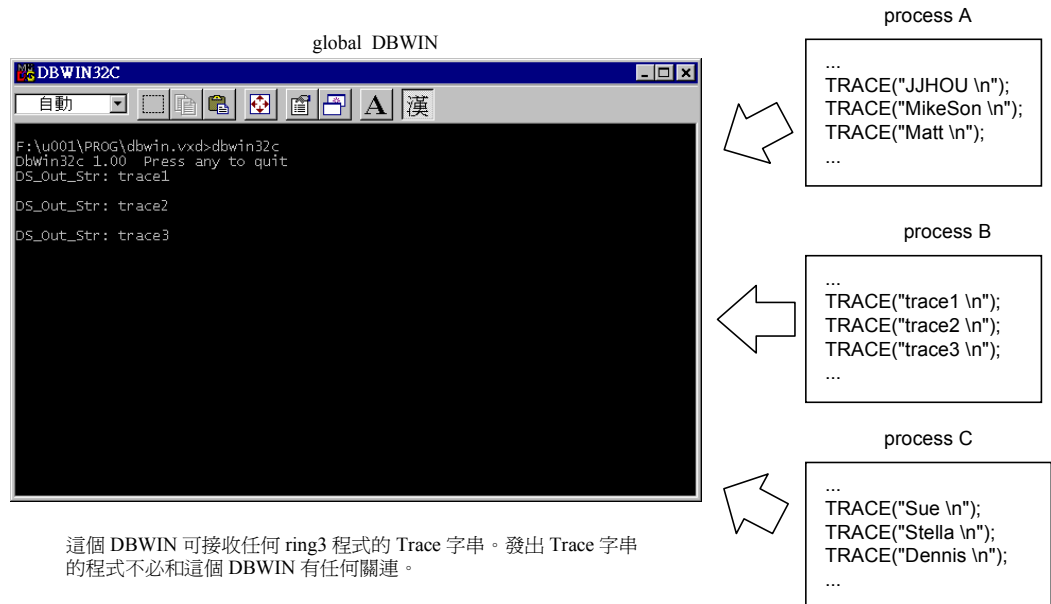 global DBWIN
DBWIN32C
自動
A
漢
F:\u001\PROG\dbwin.vxd>dbwin32c
DbWin32c 1.00  Press any to quit
DS_Out_Str: trace1
DS_Out_Str: trace2
DS_Out_Str: trace3
process A
...
TRACE("JJHOU \n");
TRACE("MikeSon \n");
TRACE("Matt \n");
...
process B
...
TRACE("trace1 \n");
TRACE("trace2 \n");
TRACE("trace3 \n");
...
process C
...
TRACE("Sue \n");
TRACE("Stella \n");
TRACE("Dennis \n");
...
這個 DBWIN 可接收任何 ring3 程式的 Trace 字串。發出 Trace 字串
的程式不必和這個 DBWIN 有任何關連。